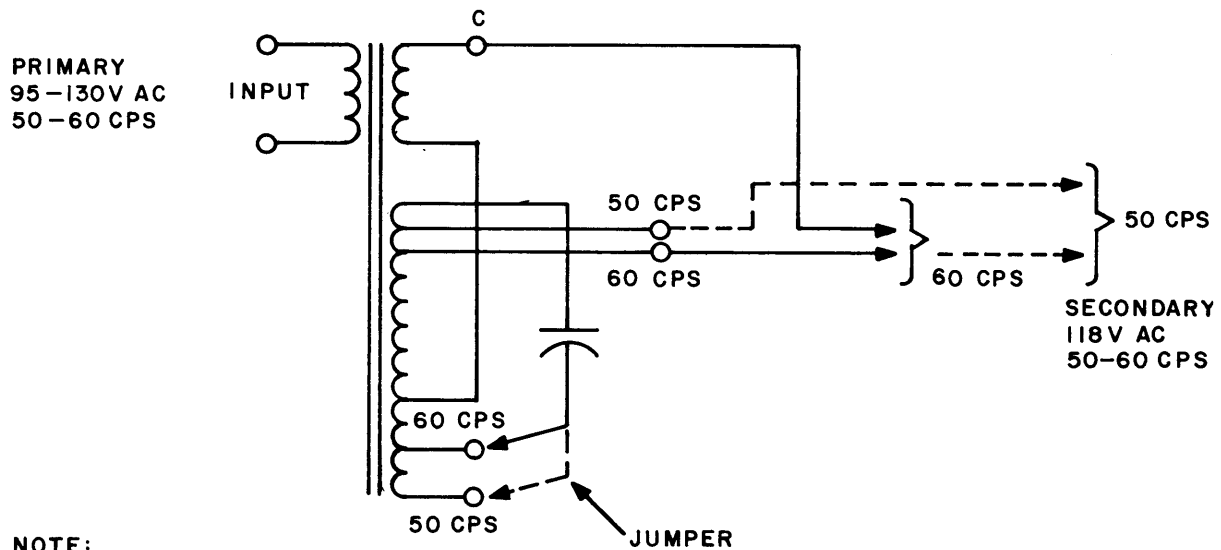 C
PRIMARY
95-130V AC
50-60 CPS
INPUT
50 CPS
60 CPS
60 CPS
50 CPS
SECONDARY
118V AC
50-60 CPS
60 CPS
50 CPS
JUMPER
NOTE: